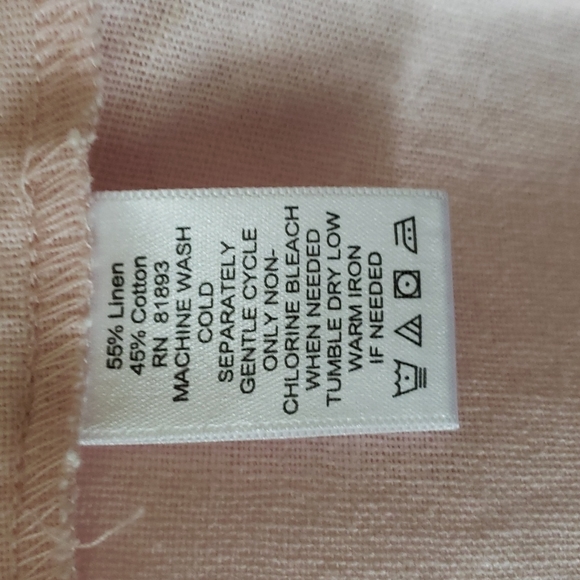 55% Linen
45% Cotton
RN 81893
MACHINE WASH
COLD
SEPARATELY
GENTLE CYCLE
ONLY NON-
CHLORINE BLEACH
WHEN NEEDED
TUMBLE DRY LOW
WARM IRON
IF NEEDED